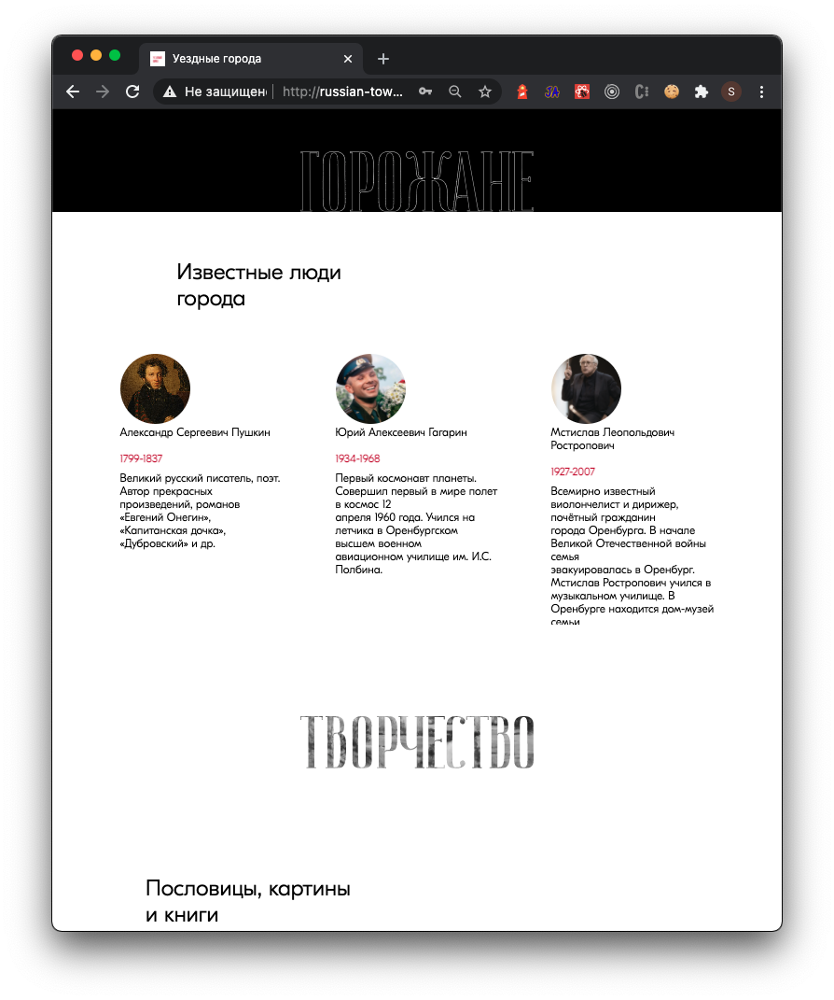 Уездные города
Не защищен
http://russian-tow...
S
ГОРОЖАНЕ
Известные люди
города
Александр Сергеевич Пушкин
1799-1837
Великий русский писатель, поэт.
Автор прекрасных
произведений, романов
«Евгений Онегин»,
«Капитанская дочка»,
«Дубровский» и др.
Юрий Алексеевич Гагарин
1934-1968
Первый космонавт планеты.
Совершил первый в мире полет
в космос 12
апреля 1960 года. Учился на
летчика в Оренбургском
высшем военном
авиационном училище им. И.С.
Полбина.
Мстислав Леопольдович
Ростропович
1927-2007
Всемирно известный
виолончелист и дирижер,
почётный гражданин
города Оренбурга. В начале
Великой Отечественной войны
семья
эвакуировалась в Оренбург.
Мстислав Ростропович учился в
музыкальном училище. В
Оренбурге находится дом-музей
семьи
ТВОРЧЕСТВО
Пословицы, картины
и книги